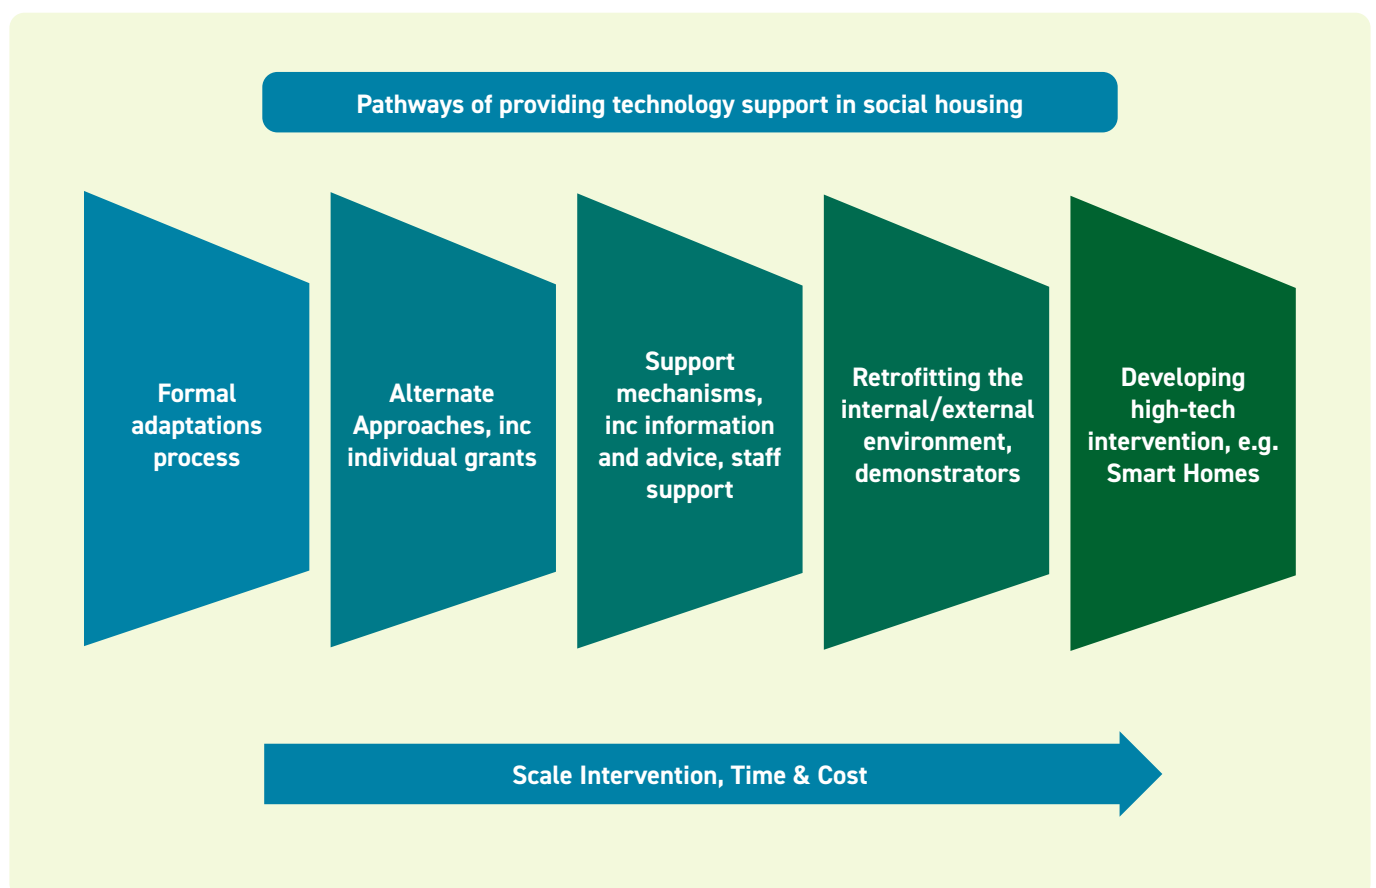 Pathways of providing technology support in social housing
Formal
adaptations
process
Alternate
Approaches, inc
individual grants
Support
mechanisms,
inc information
and advice, staff
support
Retrofitting the
internal/external
environment,
demonstrators
Developing
high-tech
intervention, e.g.
Smart Homes
Scale Intervention, Time & Cost